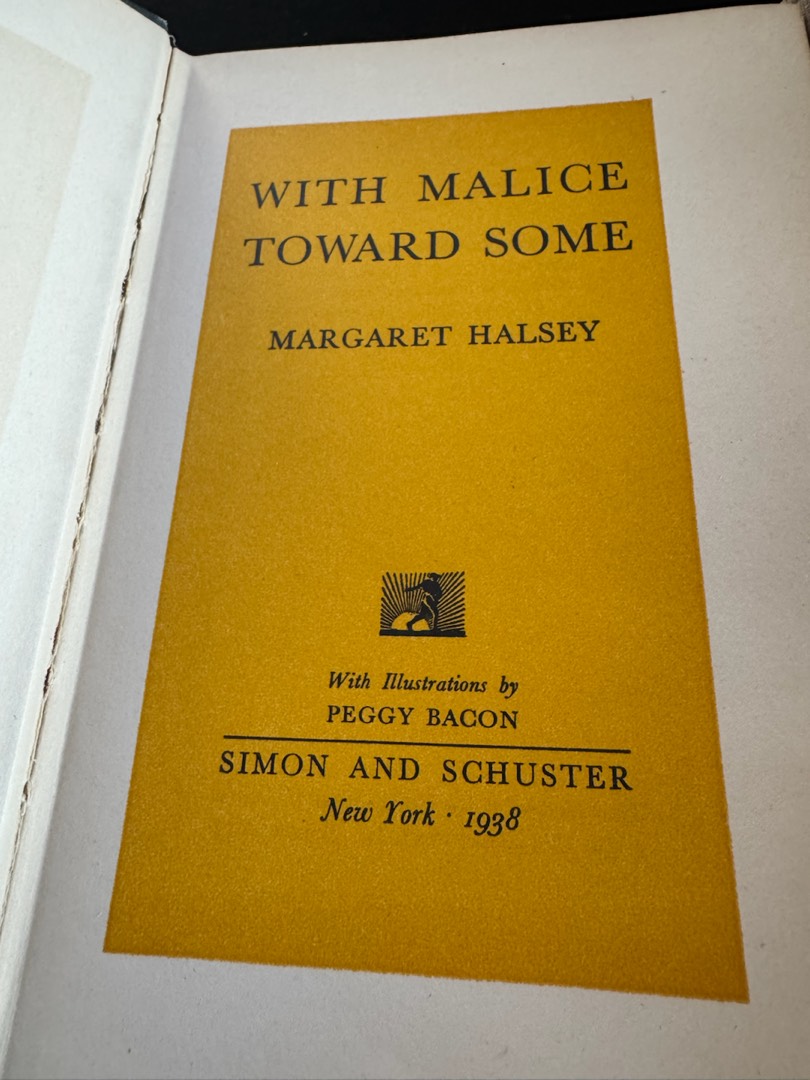 WITH MALICE
TOWARD SOME
MARGARET HALSEY
With Illustrations by
PEGGY BACON
SIMON AND SCHUSTER
New York · 1938